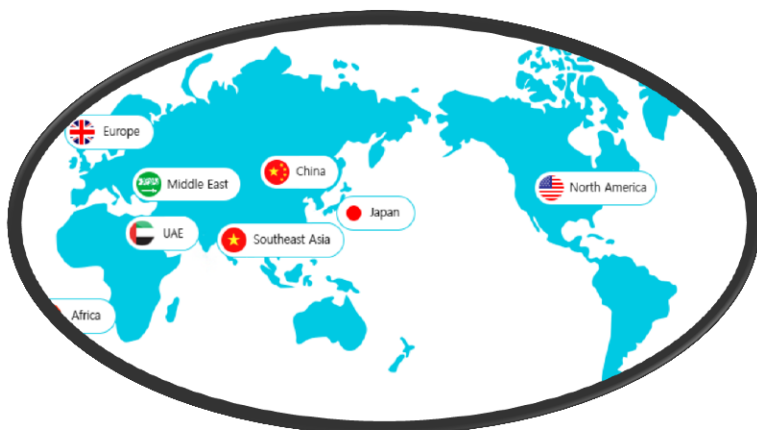 Europe
Middle East
China
North America
Japan
UAE
Southeast Asia
Africa